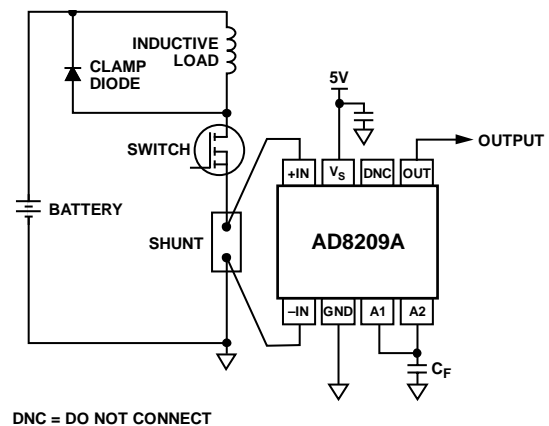 INDUCTIVE
LOAD
CLAMP
DIODE
5V
OUTPUT
SWITCH
+IN
VS
DNC
OUT
BATTERY
SHUNT
AD8209A
–IN
GND
A1
A2
CF
DNC = DO NOT CONNECT